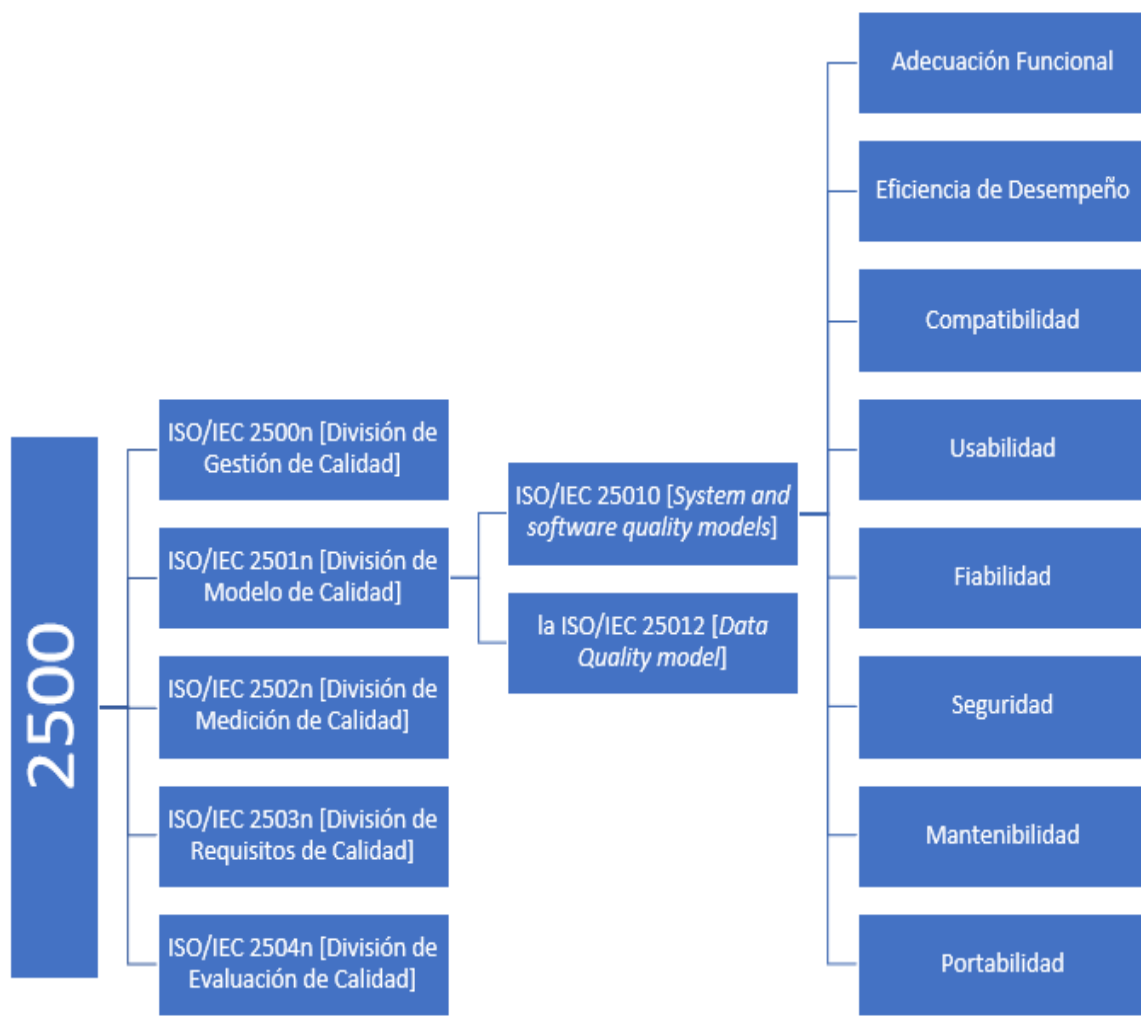 2500
ISO/IEC 2500n [División de
Gestión de Calidad]
ISO/IEC 2501n [División de
Modelo de Calidad]
ISO/IEC 2502n [División de
Medición de Calidad]
ISO/IEC 2503n [División de
Requisitos de Calidad]
ISO/IEC 2504n [División de
Evaluación de Calidad]
ISO/IEC 25010 [System and
software quality models]
la ISO/IEC 25012 [Data
Quality model]
Adecuación Funcional
Eficiencia de Desempeño
Compatibilidad
Usabilidad
Fiabilidad
Seguridad
Mantenibilidad
Portabilidad